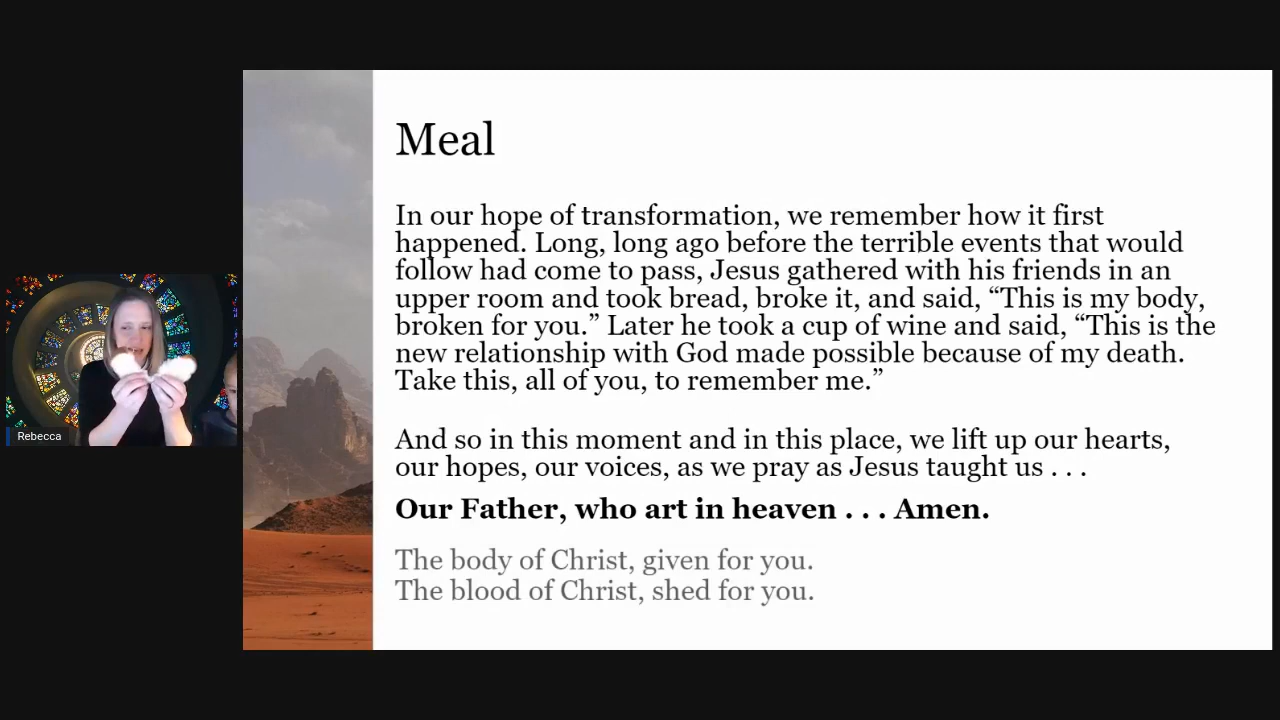 Meal
In our hope of transformation, we remember how it first
happened. Long, long ago before the terrible events that would
follow had come to pass, Jesus gathered with his friends in an
upper room and took bread, broke it, and said, “This is my body,
broken for you.” Later he took a cup of wine and said, “This is the
new relationship with God made possible because of my death.
Take this, all of you, to remember me.”
And so in this moment and in this place, we lift up our hearts,
our hopes, our voices, as we pray as Jesus taught us . . .
Our Father, who art in heaven . . . Amen.
The body of Christ, given for you.
The blood of Christ, shed for you.
Rebecca